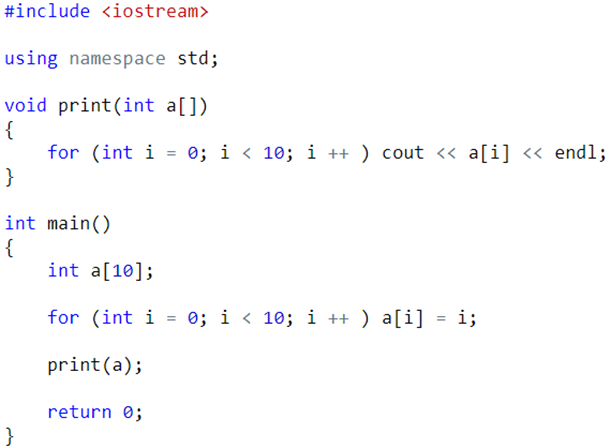 #include <iostream>
using namespace std;
void print(int a[])
{
    for (int i = 0; i < 10; i ++ ) cout << a[i] << endl;
}
int main()
{
    int a[10];
    for (int i = 0; i < 10; i ++ ) a[i] = i;
    print(a);
    return 0;
}